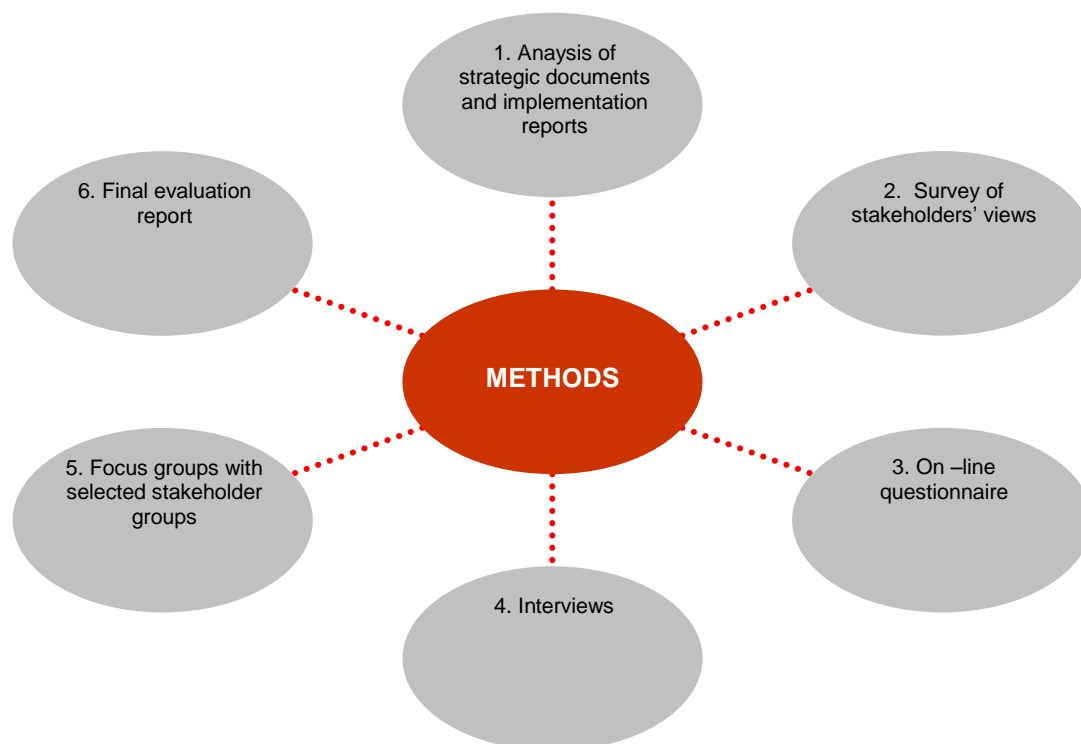 1. Anaysis of
strategic documents
and implementation
reports
6. Final evaluation
report
2.  Survey of
stakeholders’ views
METHODS
5. Focus groups with
selected stakeholder
groups
3. On –line
questionnaire
4. Interviews